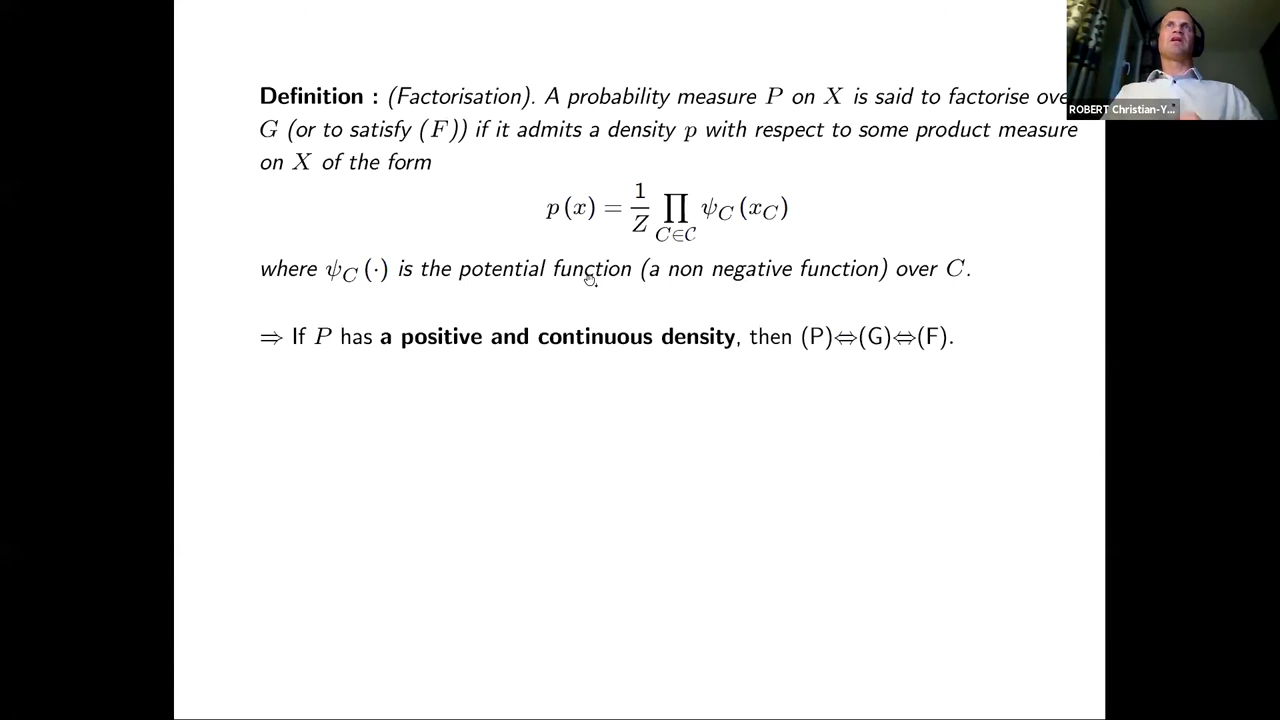 Definition : (Factorisation). A probability measure P on X is said to factorise ove
G (or to satisfy (F)) if it admits a density p with respect to some product measure
on X of the form
p (x) = 1/Z ∏_{C∈𝒞} ψ_C (x_C)
where ψ_C (·) is the potential function (a non negative function) over C.
⇒ If P has a positive and continuous density, then (P)⇔(G)⇔(F).
ROBERT Christian-Y...